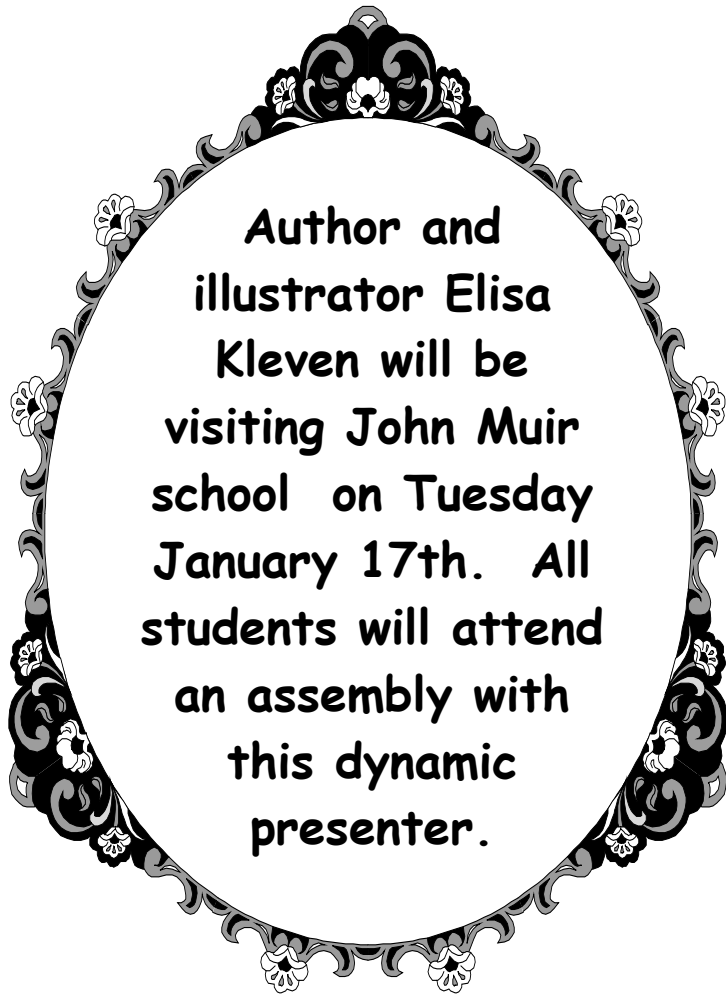 Author and
illustrator Elisa
Kleven will be
visiting John Muir
school  on Tuesday
January 17th.  All
students will attend
an assembly with
this dynamic
presenter.